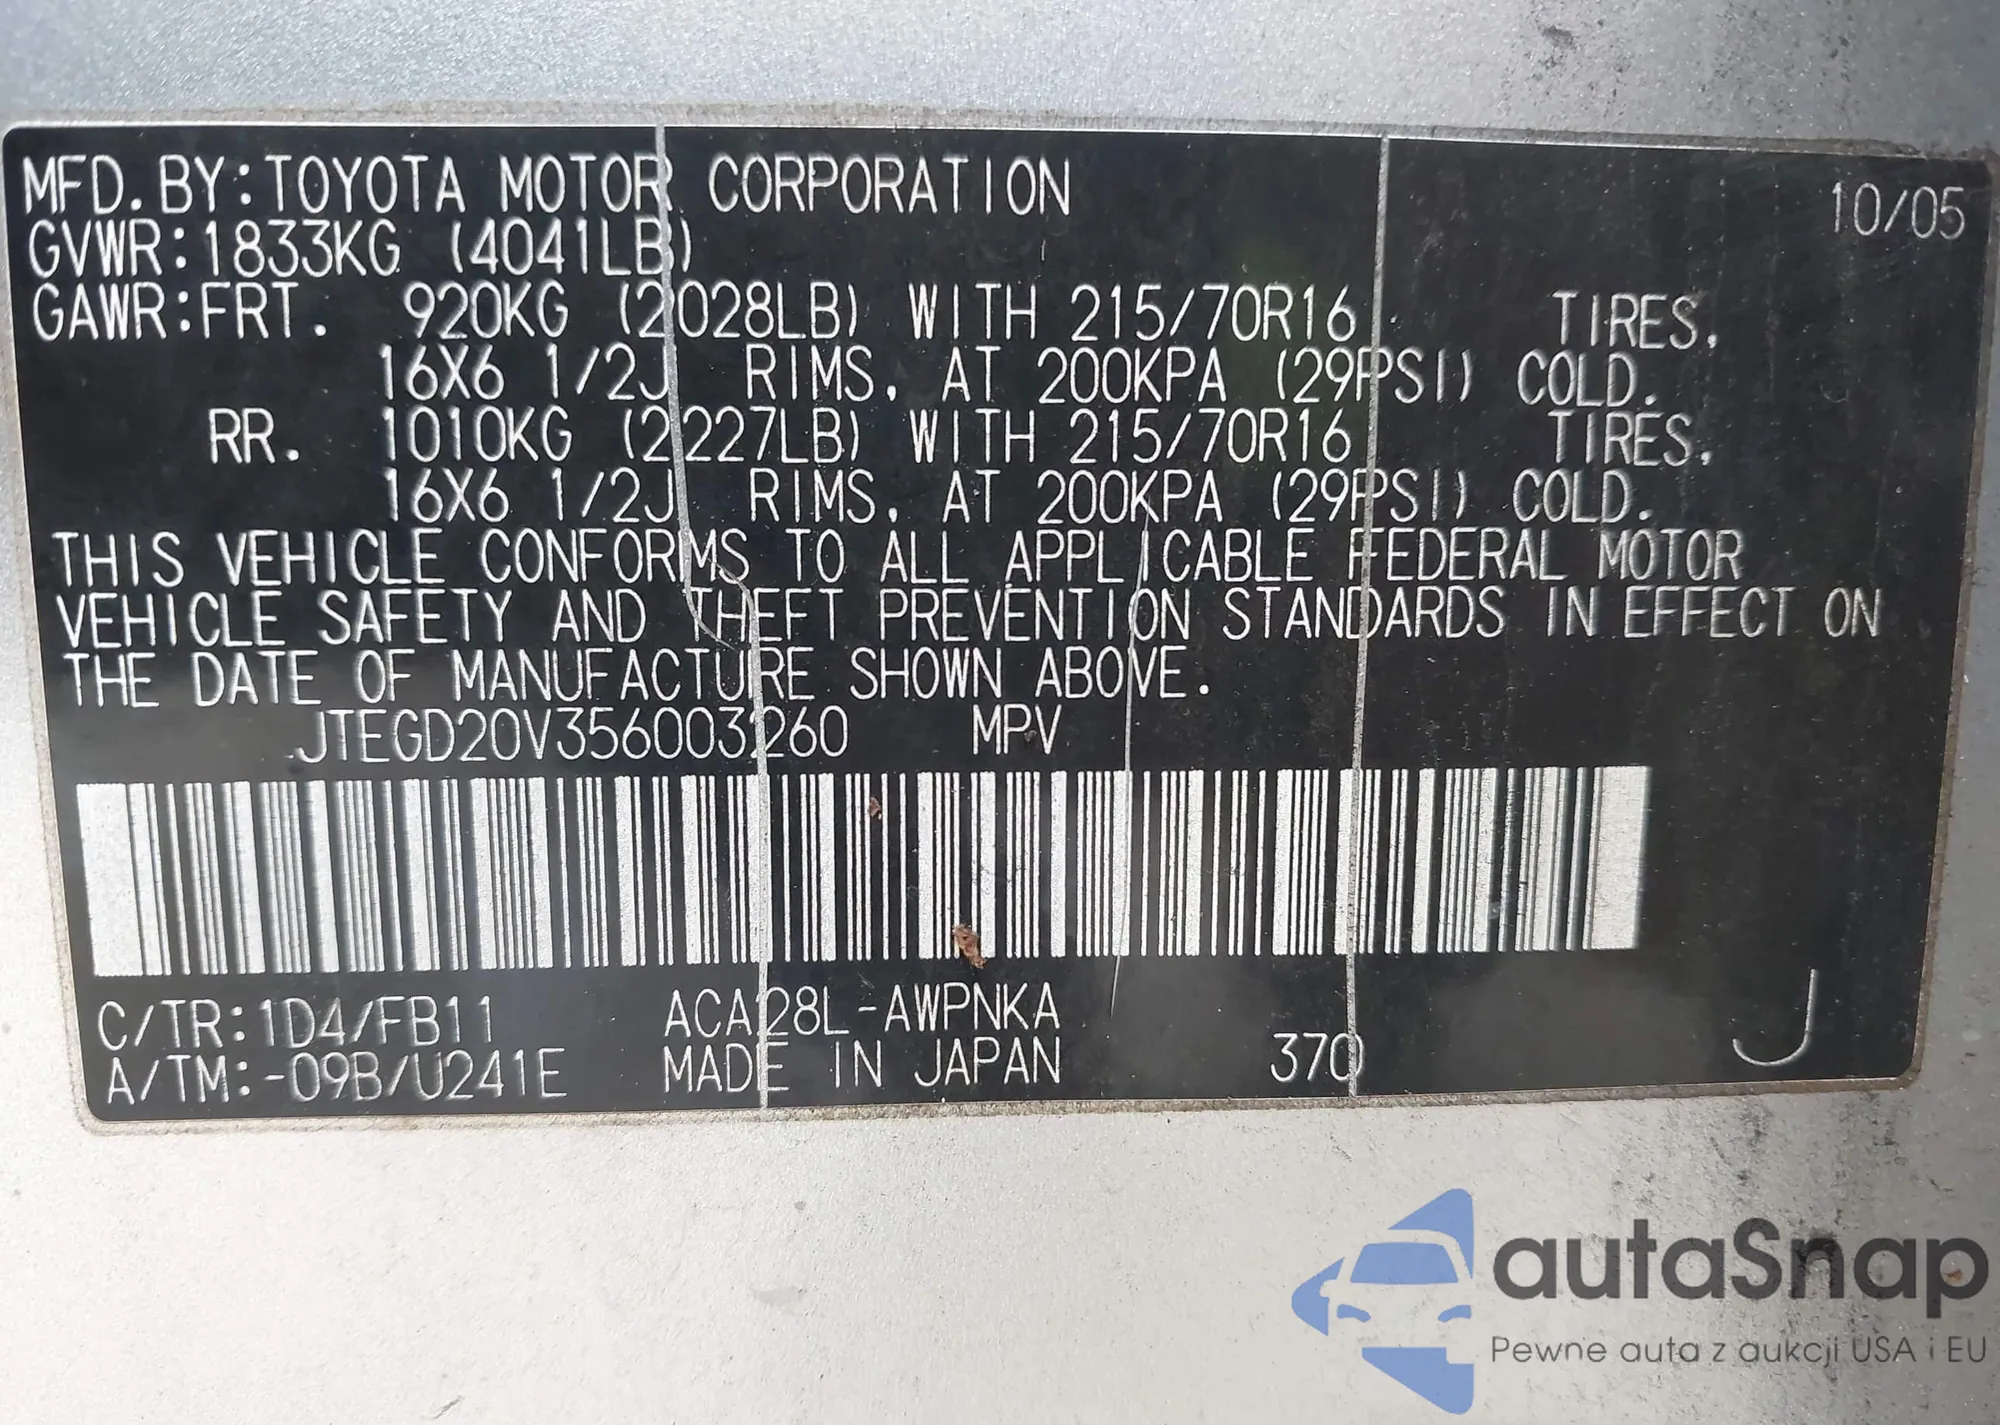 MFD. BY: TOYOTA MOTOR CORPORATION 10/05
GVWR: 1833KG (4041LB)
GAWR: FRT. 920KG (2028LB) WITH 215/70R16 TIRES,
16X6 1/2J RIMS, AT 200KPA (29PSI) COLD.
RR. 1010KG (2227LB) WITH 215/70R16 TIRES,
16X6 1/2J RIMS, AT 200KPA (29PSI) COLD.
THIS VEHICLE CONFORMS TO ALL APPLICABLE FEDERAL MOTOR
VEHICLE SAFETY AND THEFT PREVENTION STANDARDS IN EFFECT ON
THE DATE OF MANUFACTURE SHOWN ABOVE.
JTEGD20V356003260 MPV
C/TR: 1D4/FB11 ACA28L-AWPNKA
A/TM: -09B/U241E MADE IN JAPAN 370 J
autaSnap
Pewne auta z aukcji USA i EU